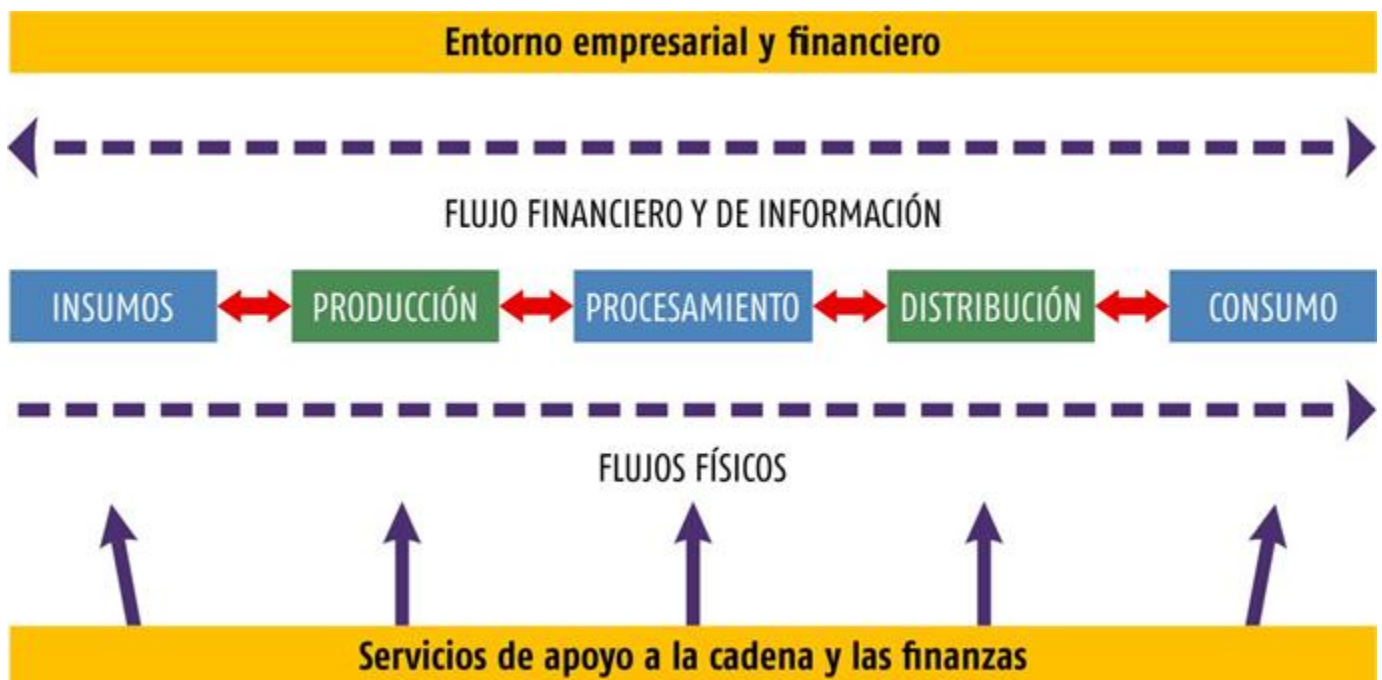 Entorno empresarial y financiero
FLUJO FINANCIERO Y DE INFORMACIÓN
INSUMOS
PRODUCCIÓN
PROCESAMIENTO
DISTRIBUCIÓN
CONSUMO
FLUJOS FÍSICOS
Servicios de apoyo a la cadena y las finanzas